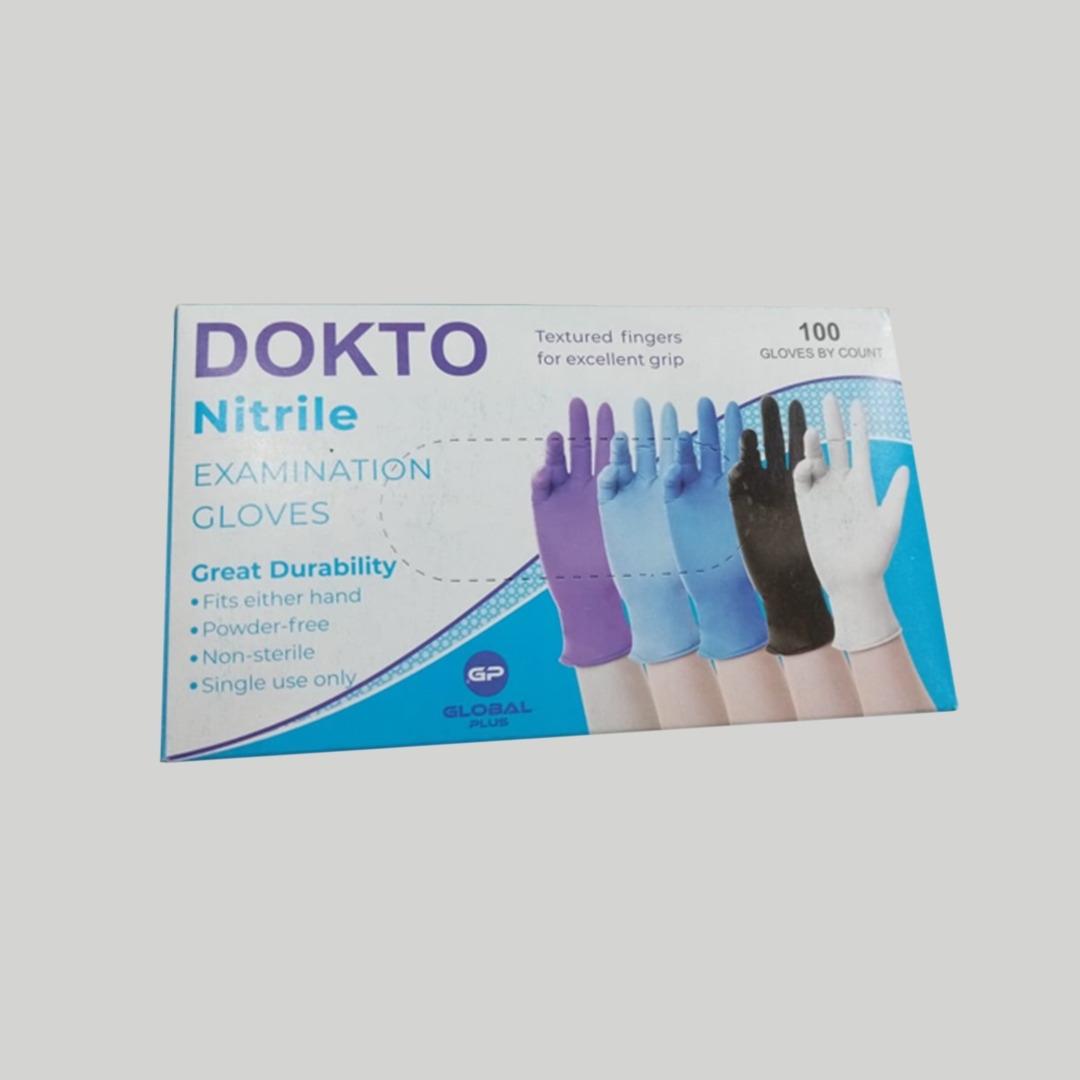 DOKTO
Nitrile
EXAMINATION
GLOVES
Great Durability
• Fits either hand
• Powder-free
• Non-sterile
• Single use only
Textured fingers
for excellent grip
100
GLOVES BY COUNT
GP
GLOBAL
PLUS